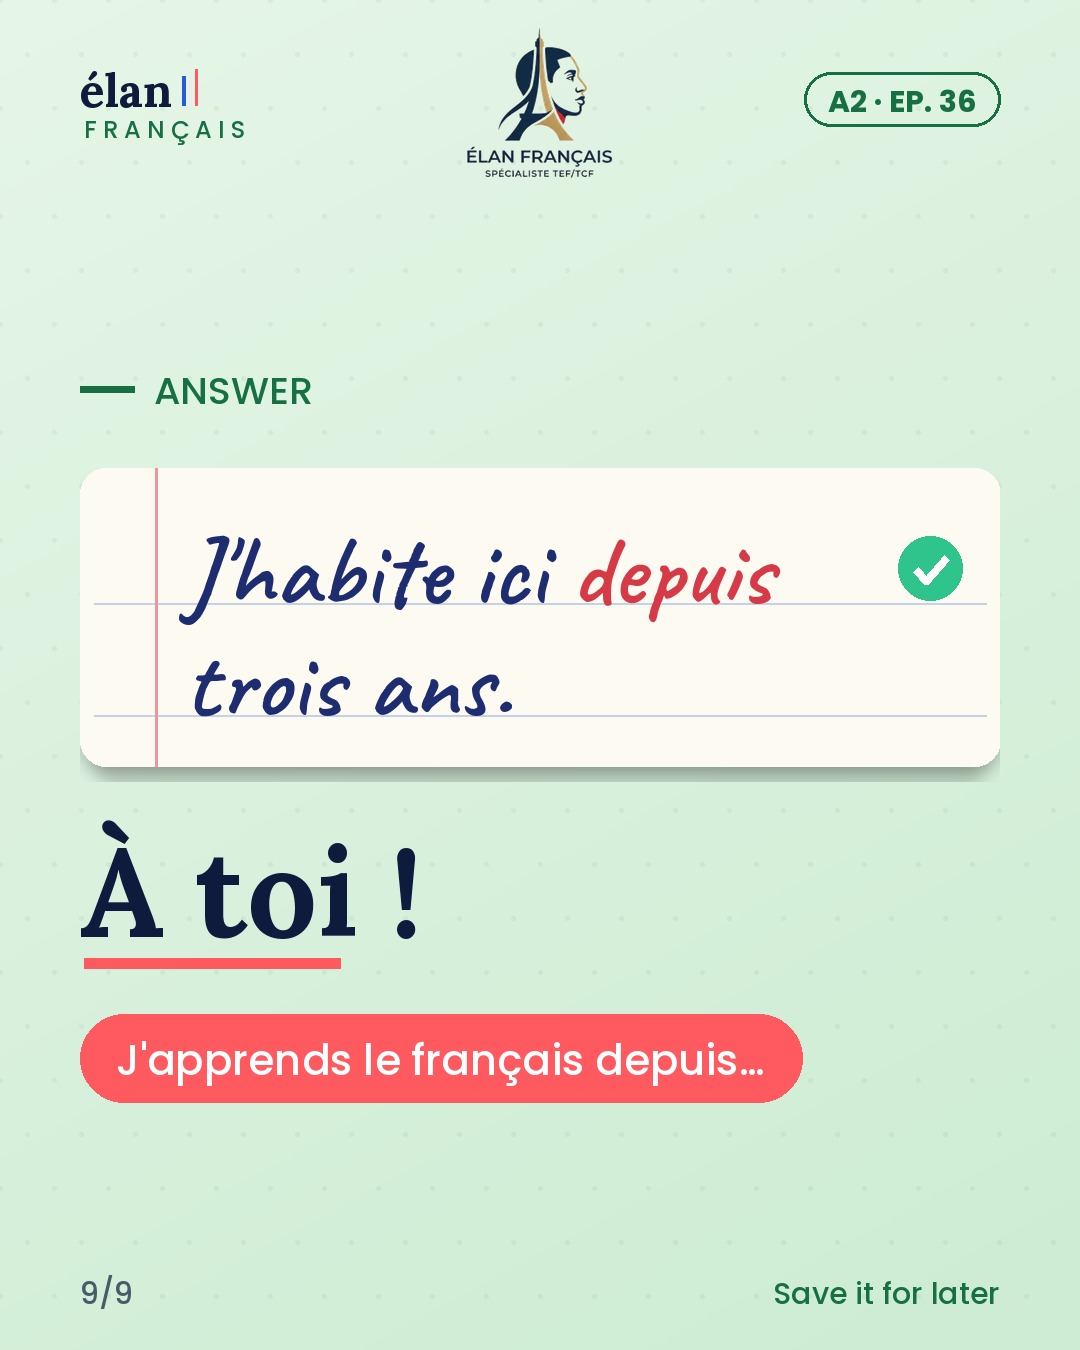 élan
FRANÇAIS
ÉLAN FRANÇAIS
SPÉCIALISTE TEF/TCF
A2 · EP. 36
ANSWER
J'habite ici depuis
trois ans.
À toi !
J'apprends le français depuis...
9/9
Save it for later